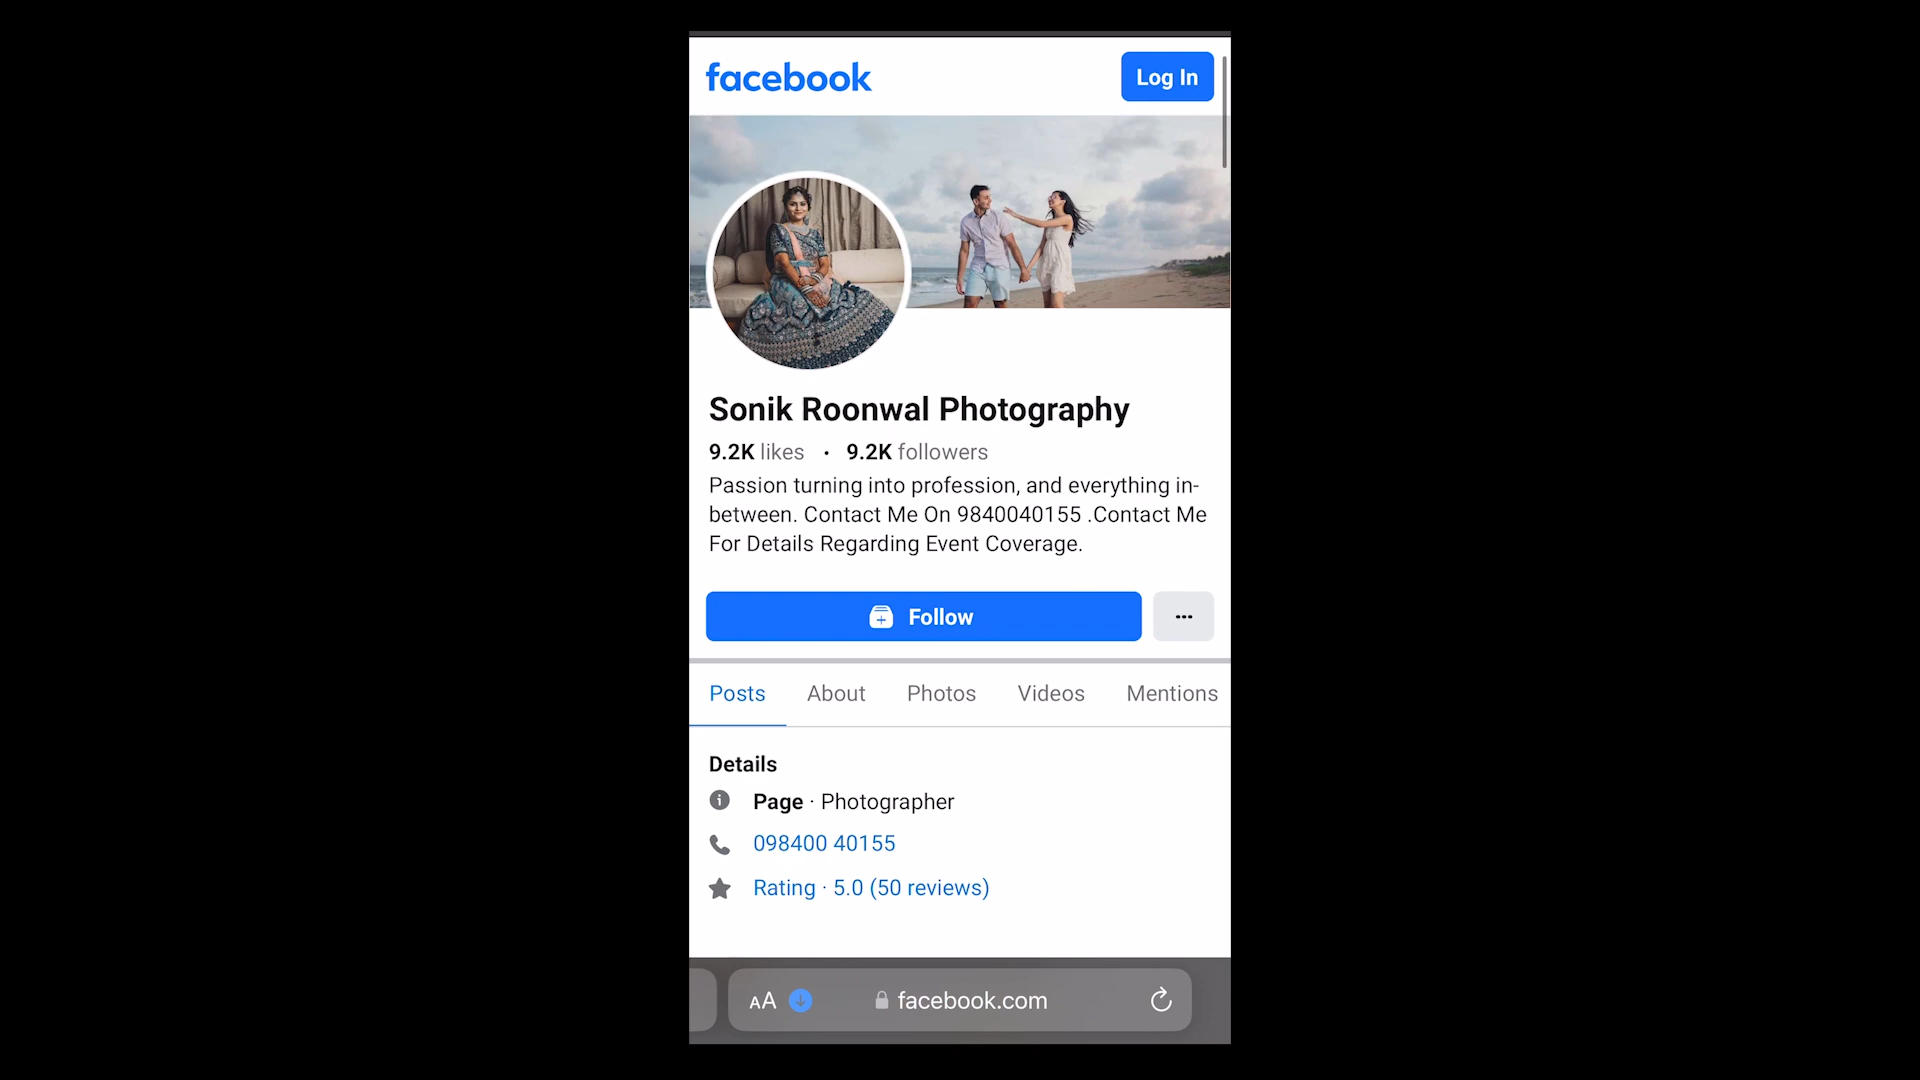 facebook
Log In
Sonik Roonwal Photography
9.2K likes • 9.2K followers
Passion turning into profession, and everything in-
between. Contact Me On 9840040155 .Contact Me
For Details Regarding Event Coverage.
Follow
Posts About Photos Videos Mentions
Details
Page · Photographer
098400 40155
Rating · 5.0 (50 reviews)
AA facebook.com